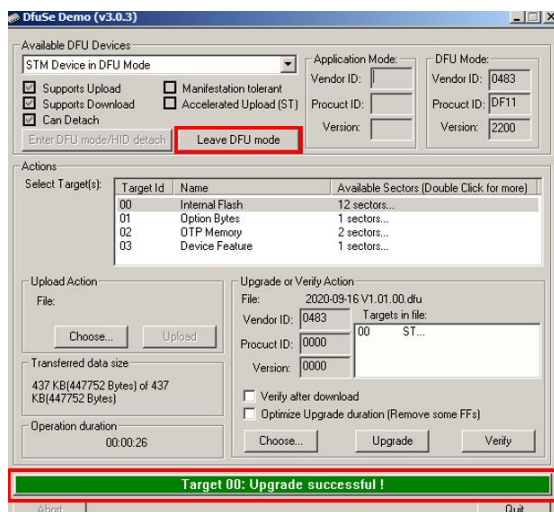 DfuSe Demo (v3.0.3)
Available DFU Devices
STM Device in DFU Mode
Supports Upload
Manifestation tolerant
Supports Download
Accelerated Upload (ST)
Can Detach
Enter DFU mode/HID detach
Leave DFU mode
Application Mode:
Vendor ID:
Procuct ID:
Version:
DFU Mode:
Vendor ID: 0483
Procuct ID: DF11
Version: 2200
Actions
Select Target(s):
Target Id Name Available Sectors (Double Click for more)
00 Internal Flash 12 sectors...
01 Option Bytes 1 sectors...
02 OTP Memory 2 sectors...
03 Device Feature 1 sectors...
Upload Action
File:
Choose... Upload
Transferred data size
437 KB(447752 Bytes) of 437
KB(447752 Bytes)
Operation duration
00:00:26
Upgrade or Verify Action
File: 2020-09-16 V1.01.00.dfu
Vendor ID: 0483
Procuct ID: 0000
Version: 0000
Targets in file:
00 ST...
Verify after download
Optimize Upgrade duration (Remove some FFs)
Choose... Upgrade Verify
Target 00: Upgrade successful !
Abort Quit